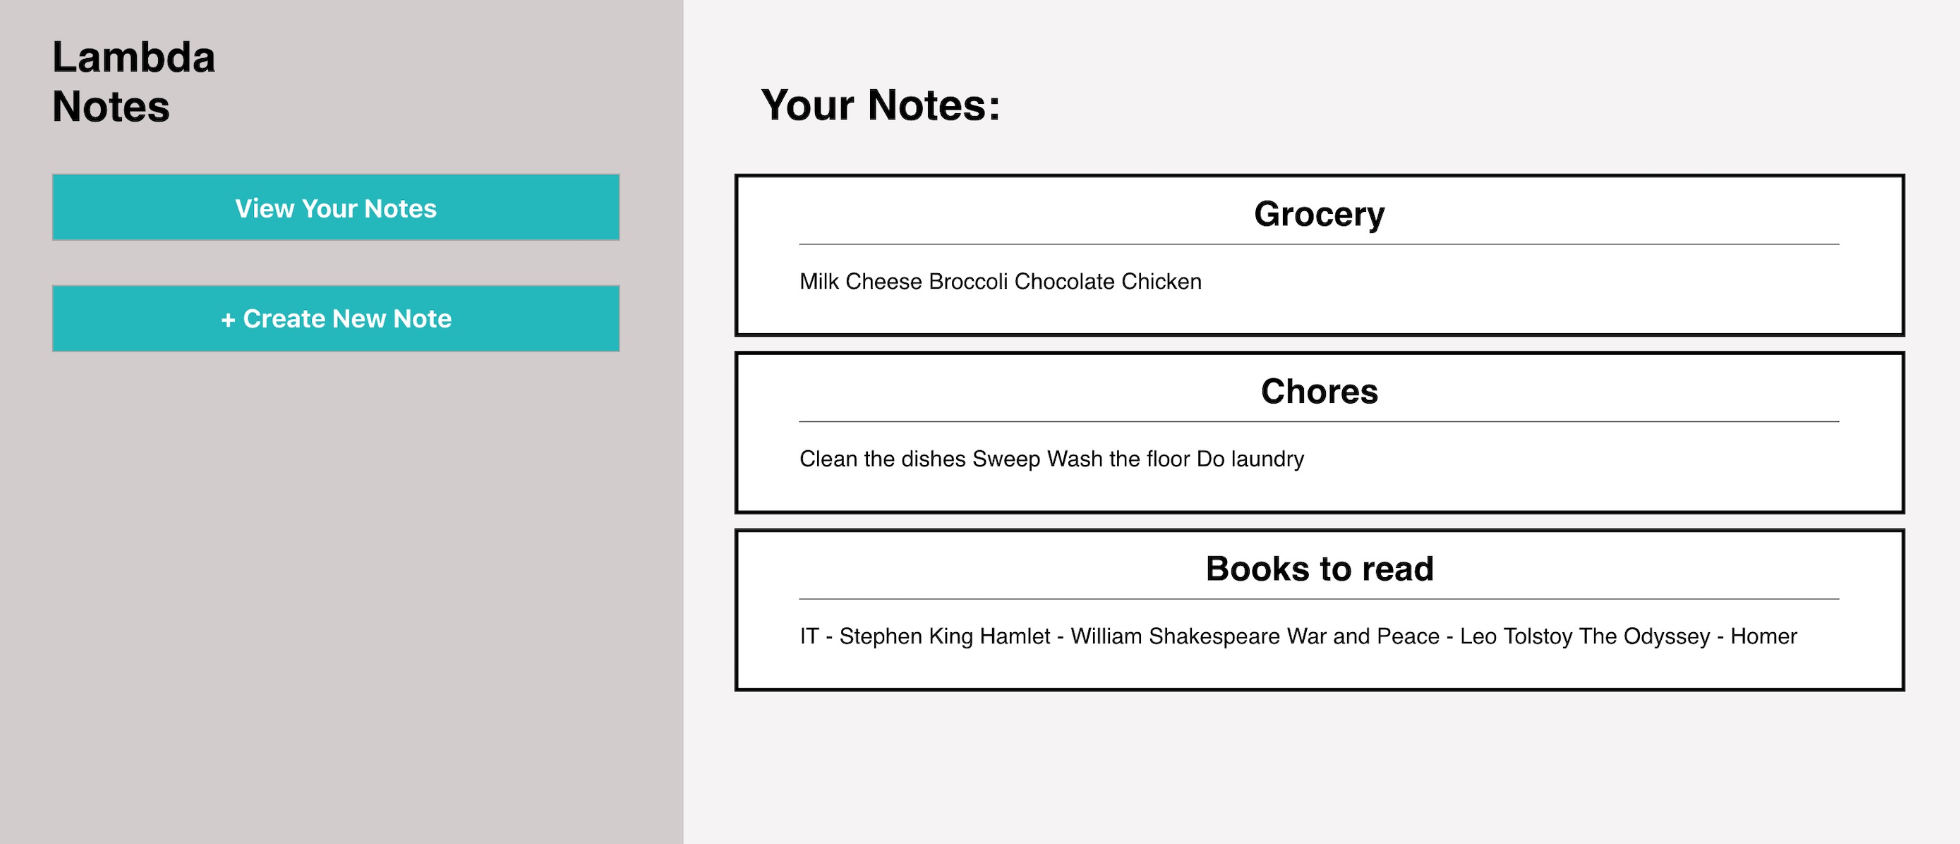 Lambda
Notes
View Your Notes
+ Create New Note
Your Notes:
Grocery
Milk Cheese Broccoli Chocolate Chicken
Chores
Clean the dishes Sweep Wash the floor Do laundry
Books to read
IT - Stephen King Hamlet - William Shakespeare War and Peace - Leo Tolstoy The Odyssey - Homer